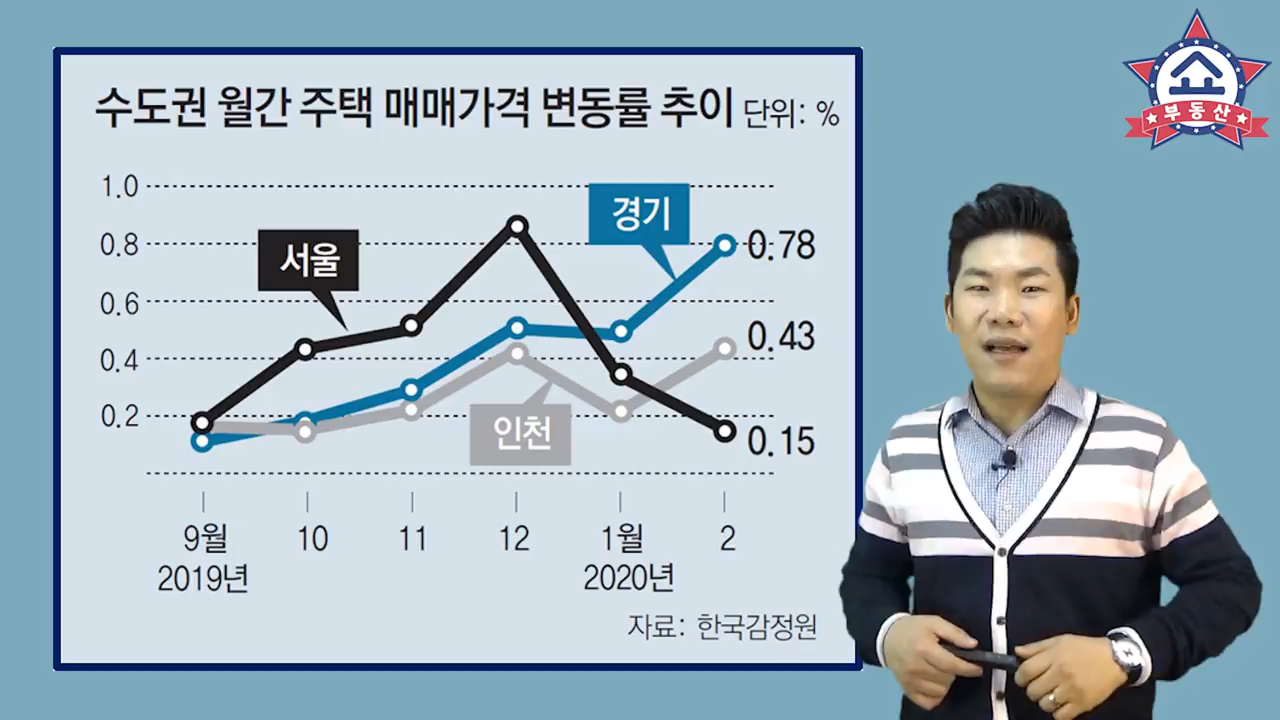 수도권 월간 주택 매매가격 변동률 추이 단위: %
부동산
1.0
경기
서울
0.8
0.78
0.6
0.43
0.4
0.2
인천
0.15
9월 10 11 12 1월 2
2019년 2020년
자료: 한국감정원